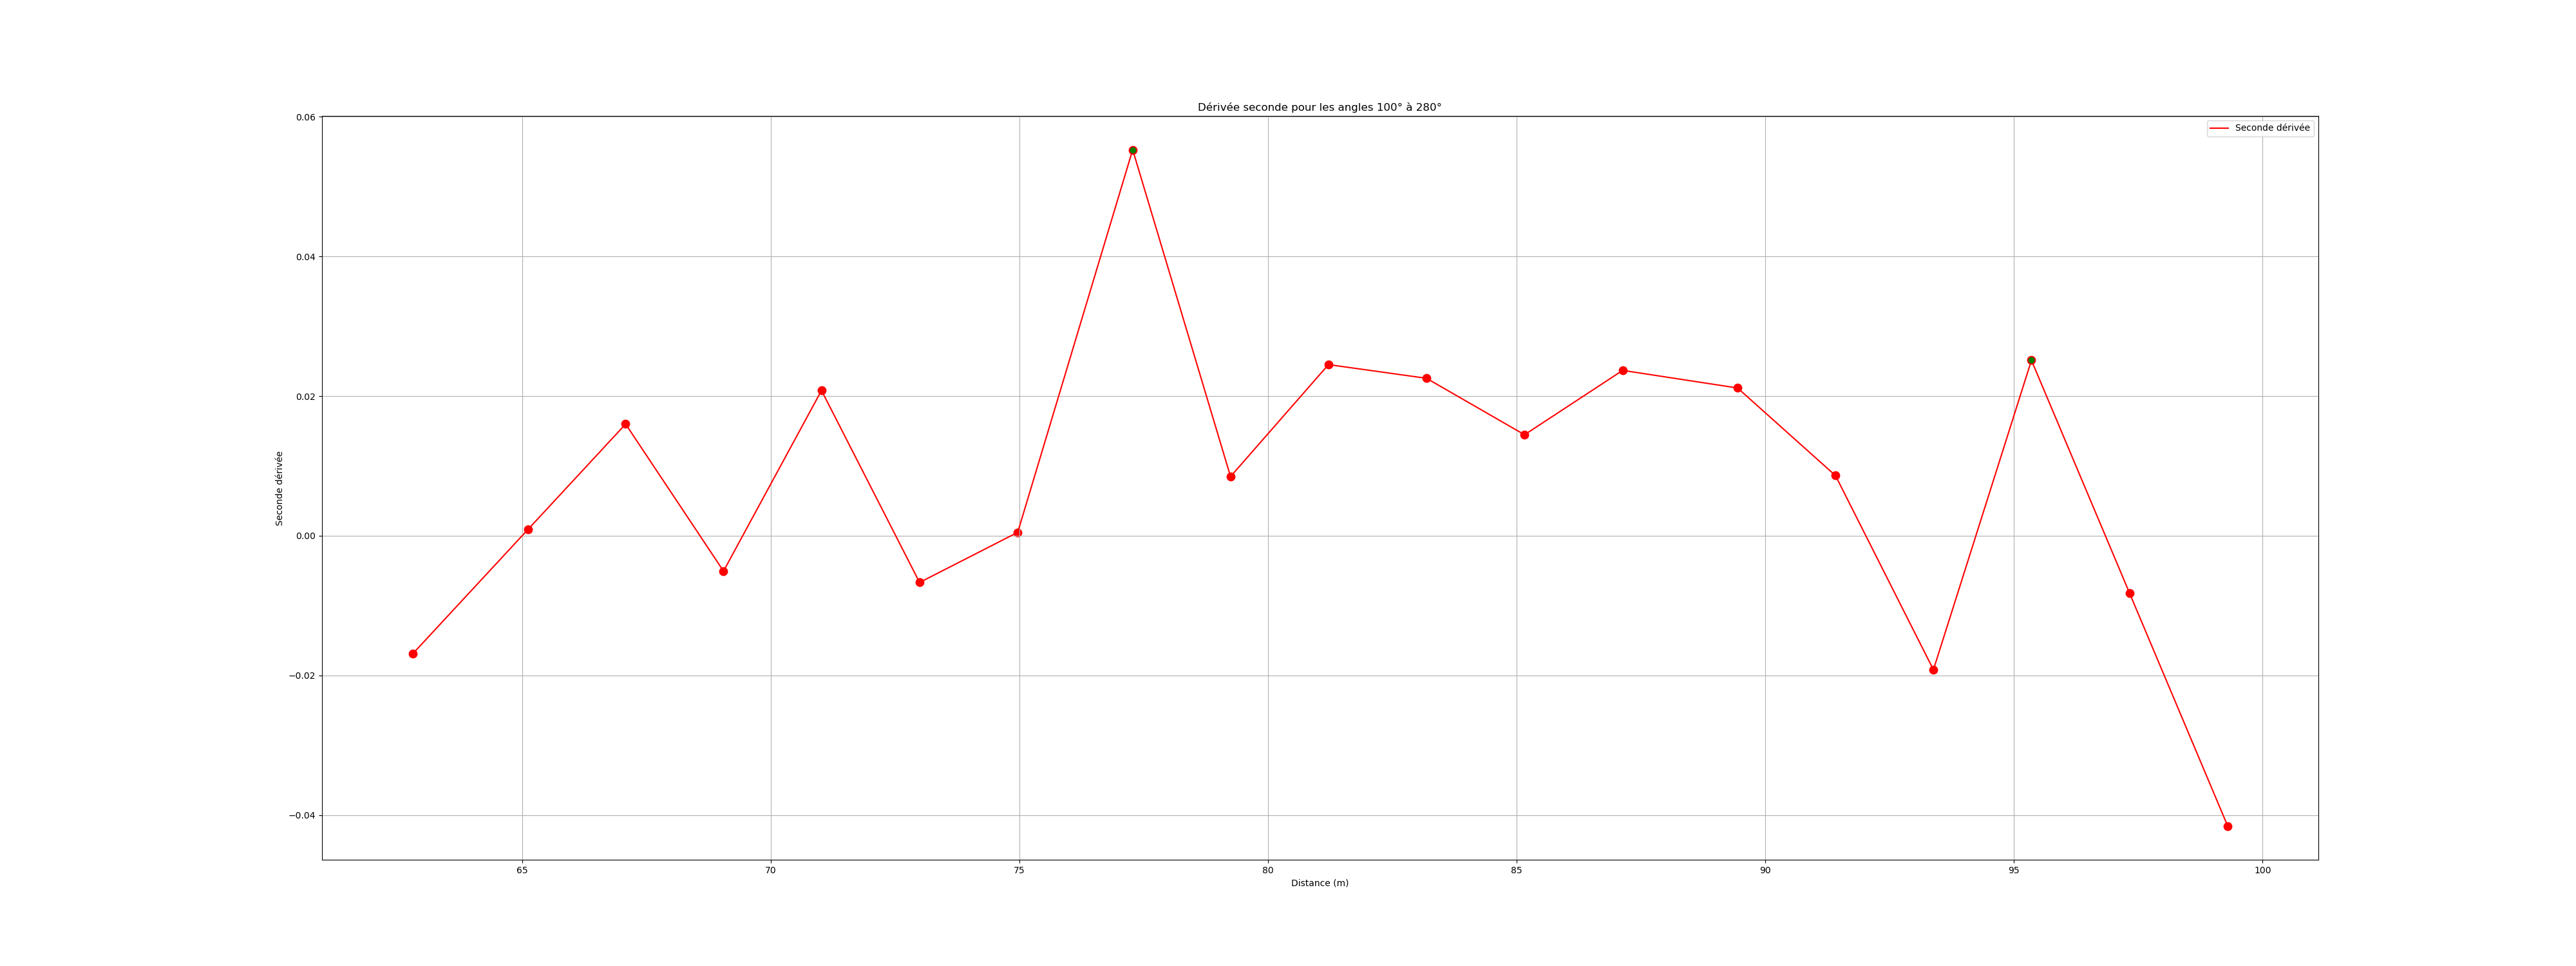 Dérivée seconde pour les angles 100° à 280°
Seconde dérivée
0.06
0.04
0.02
0.00
−0.02
−0.04
Seconde dérivée
65 70 75 80 85 90 95 100
Distance (m)